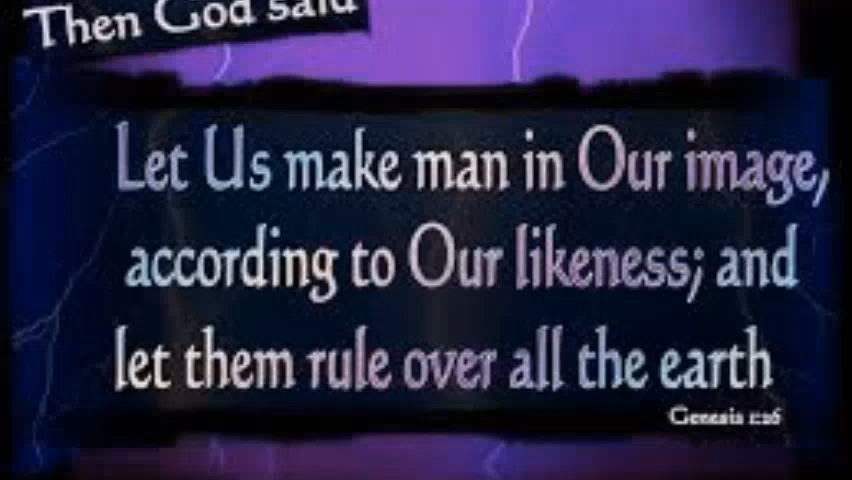 Then God said
Let Us make man in Our image,
according to Our likeness; and
let them rule over all the earth
Genesis 1:26